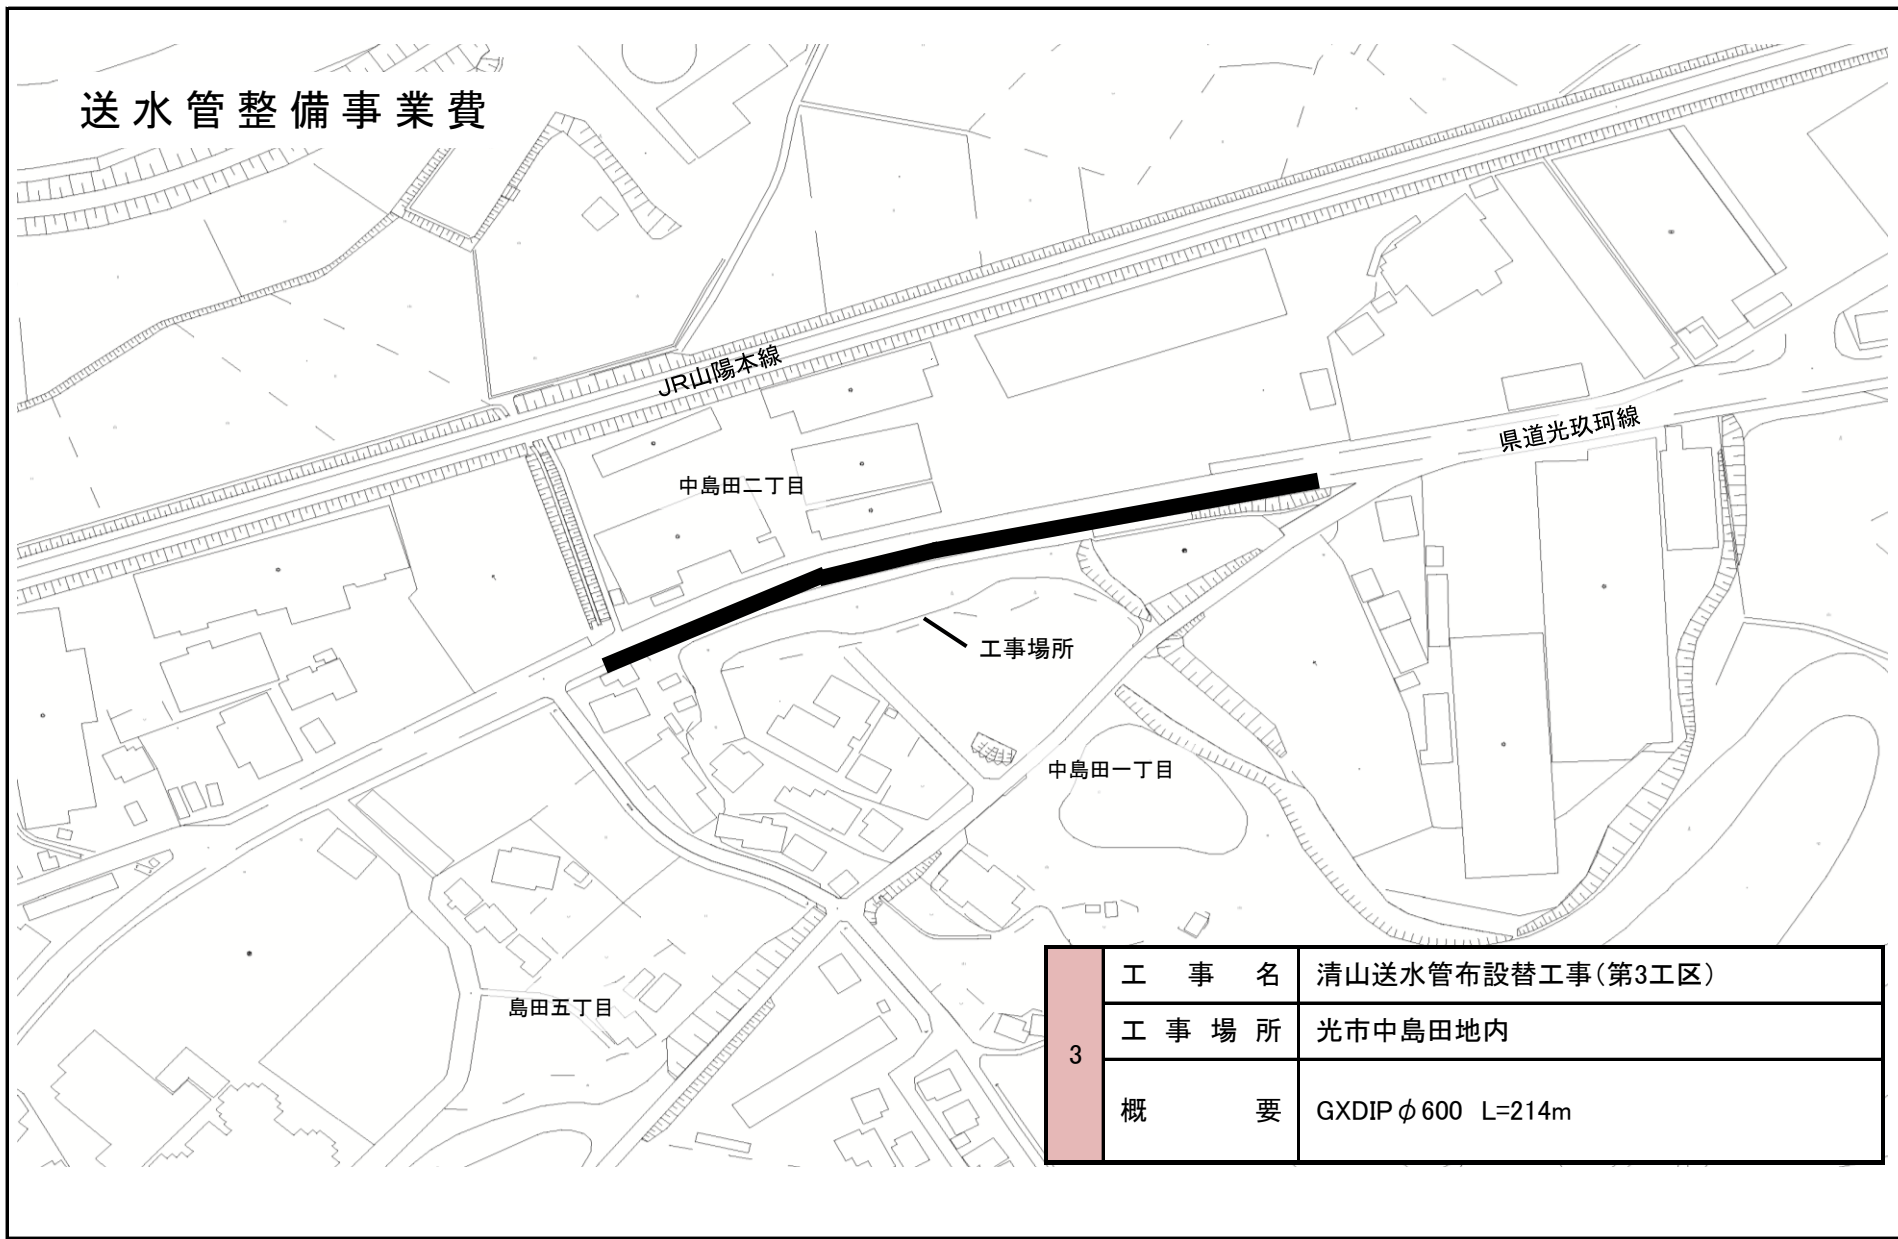 送水管整備事業費
JR山陽本線
県道光玖珂線
中島田二丁目
工事場所
中島田一丁目
島田五丁目
3
工事名 清山送水管布設替工事(第3工区)
工事場所 光市中島田地内
概要 GXDIPφ600 L=214m